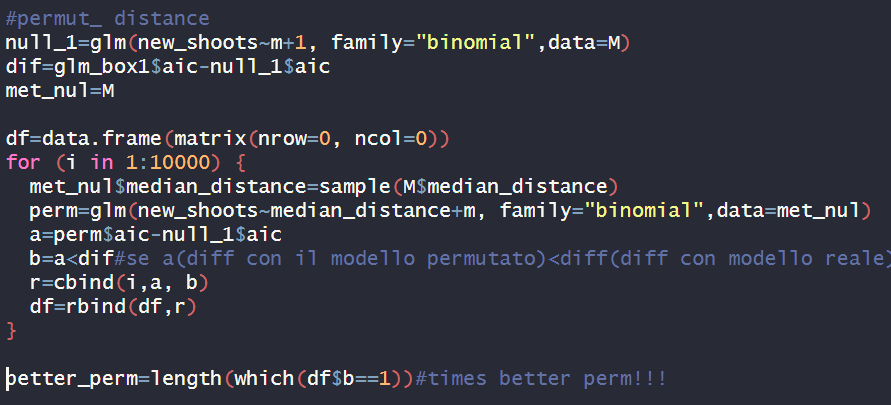 #permut_ distance
null_1=glm(new_shoots~m+1, family="binomial",data=M)
dif=glm_box1$aic-null_1$aic
met_nul=M
df=data.frame(matrix(nrow=0, ncol=0))
for (i in 1:10000) {
met_nul$median_distance=sample(M$median_distance)
perm=glm(new_shoots~median_distance+m, family="binomial",data=met_nul)
a=perm$aic-null_1$aic
b=a<dif#se a(diff con il modello permutato)<diff(diff con modello reale)
r=cbind(i,a, b)
df=rbind(df,r)
}
better_perm=length(which(df$b==1))#times better perm!!!